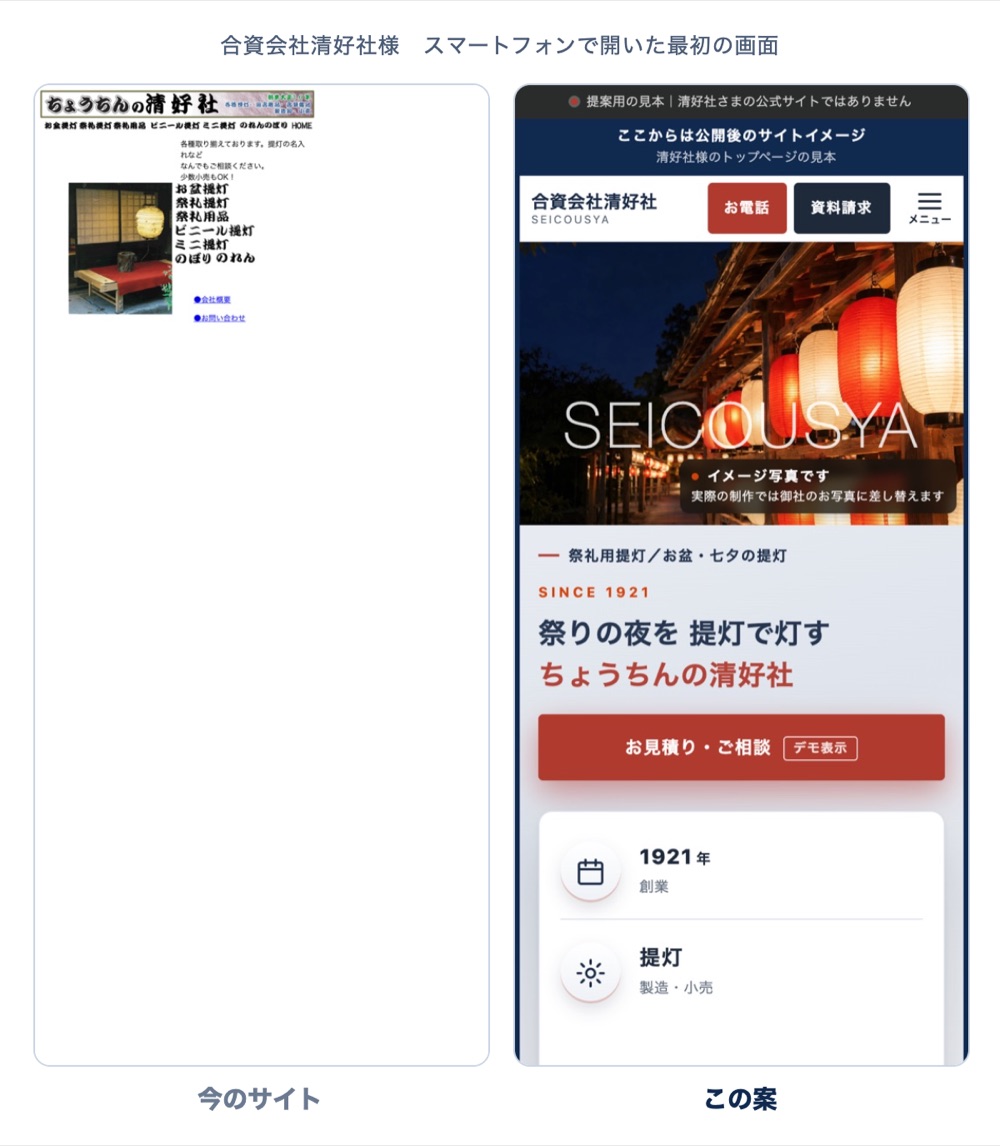 合資会社清好社様　スマートフォンで開いた最初の画面
ちょうちんの清好社
お盆提灯 祭礼提灯 祭礼用品 ビニール提灯 ミニ提灯 のれんのぼり HOME
各種取り揃えております。提灯の名入
れなど
なんでもご相談ください。
少数小売もOK！
お盆提灯
祭礼提灯
祭礼用品
ビニール提灯
ミニ提灯
のぼり のれん
●会社概要
●お問い合わせ
今のサイト
提案用の見本｜清好社さまの公式サイトではありません
ここからは公開後のサイトイメージ
清好社様のトップページの見本
合資会社清好社
SEICOUSYA
お電話
資料請求
メニュー
SEICOUSYA
イメージ写真です
実際の制作では御社のお写真に差し替えます
祭礼用提灯／お盆・七夕の提灯
SINCE 1921
祭りの夜を 提灯で灯す
ちょうちんの清好社
お見積り・ご相談 デモ表示
1921年
創業
提灯
製造・小売
この案